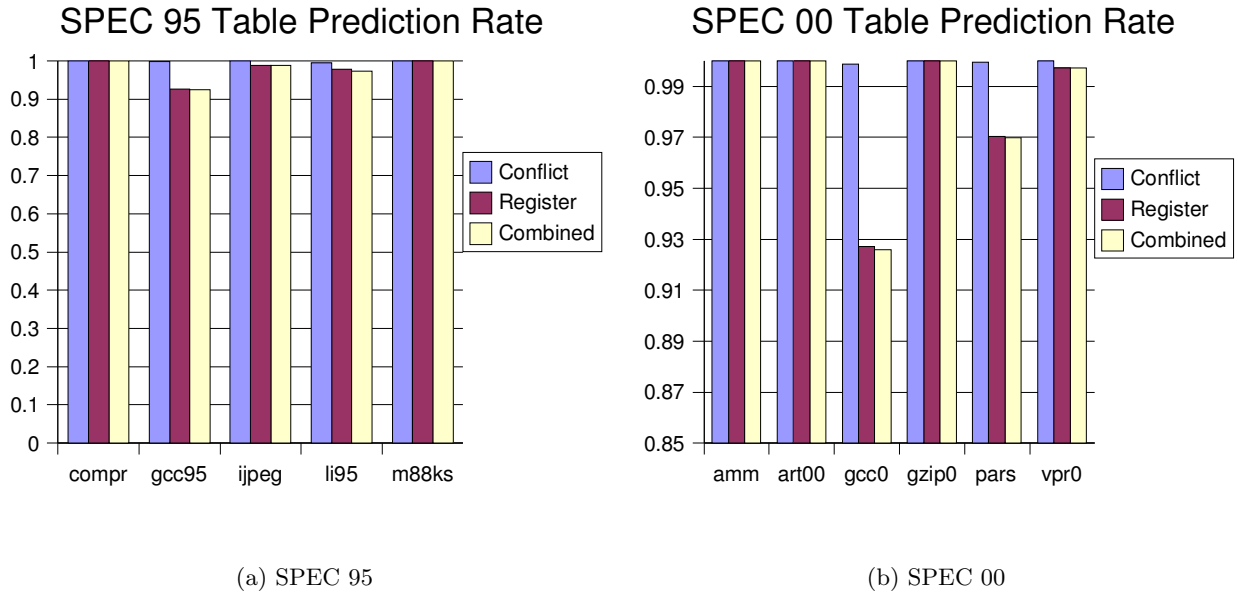 SPEC 95 Table Prediction Rate
1
0.9
0.8
0.7
0.6
0.5
0.4
0.3
0.2
0.1
0
compr gcc95 ijpeg li95 m88ks
Conflict
Register
Combined
(a) SPEC 95
SPEC 00 Table Prediction Rate
0.99
0.97
0.95
0.93
0.91
0.89
0.87
0.85
amm art00 gcc0 gzip0 pars vpr0
Conflict
Register
Combined
(b) SPEC 00